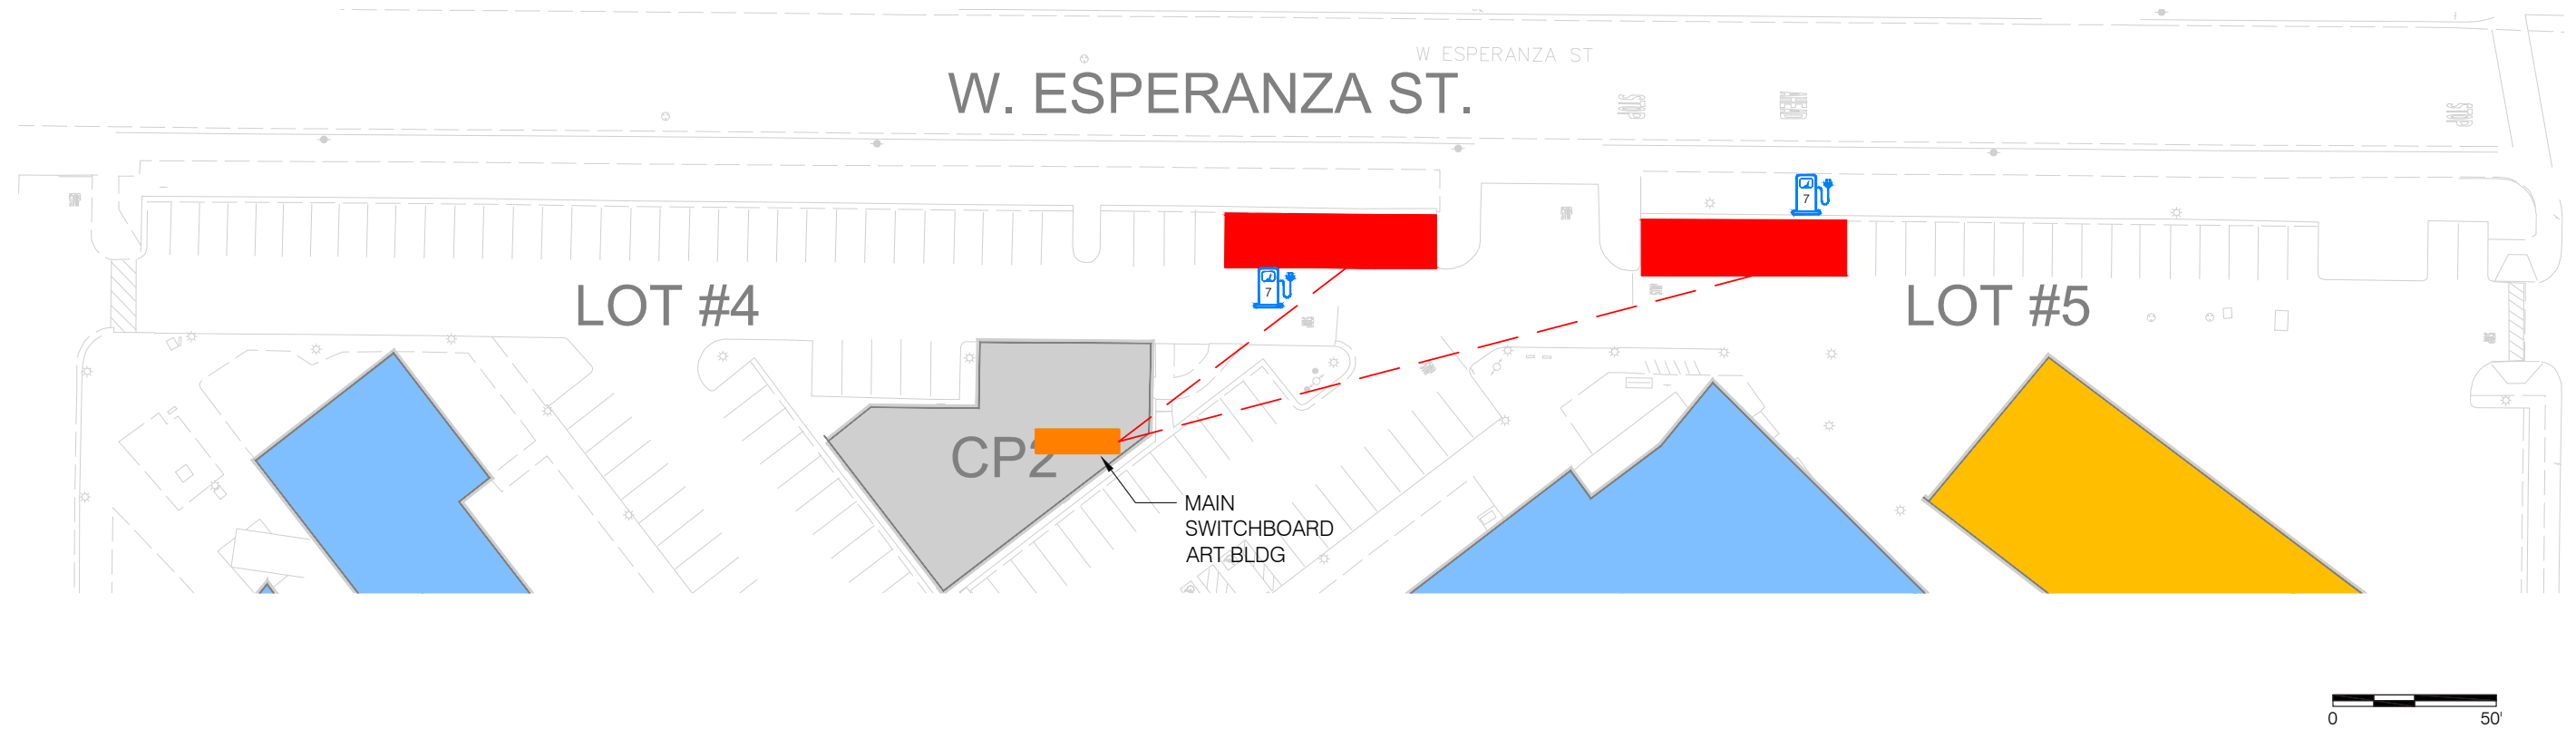 W ESPERANZA ST
W. ESPERANZA ST.
7
7
LOT #4
LOT #5
CP2
MAIN
SWITCHBOARD
ART BLDG
0 50'